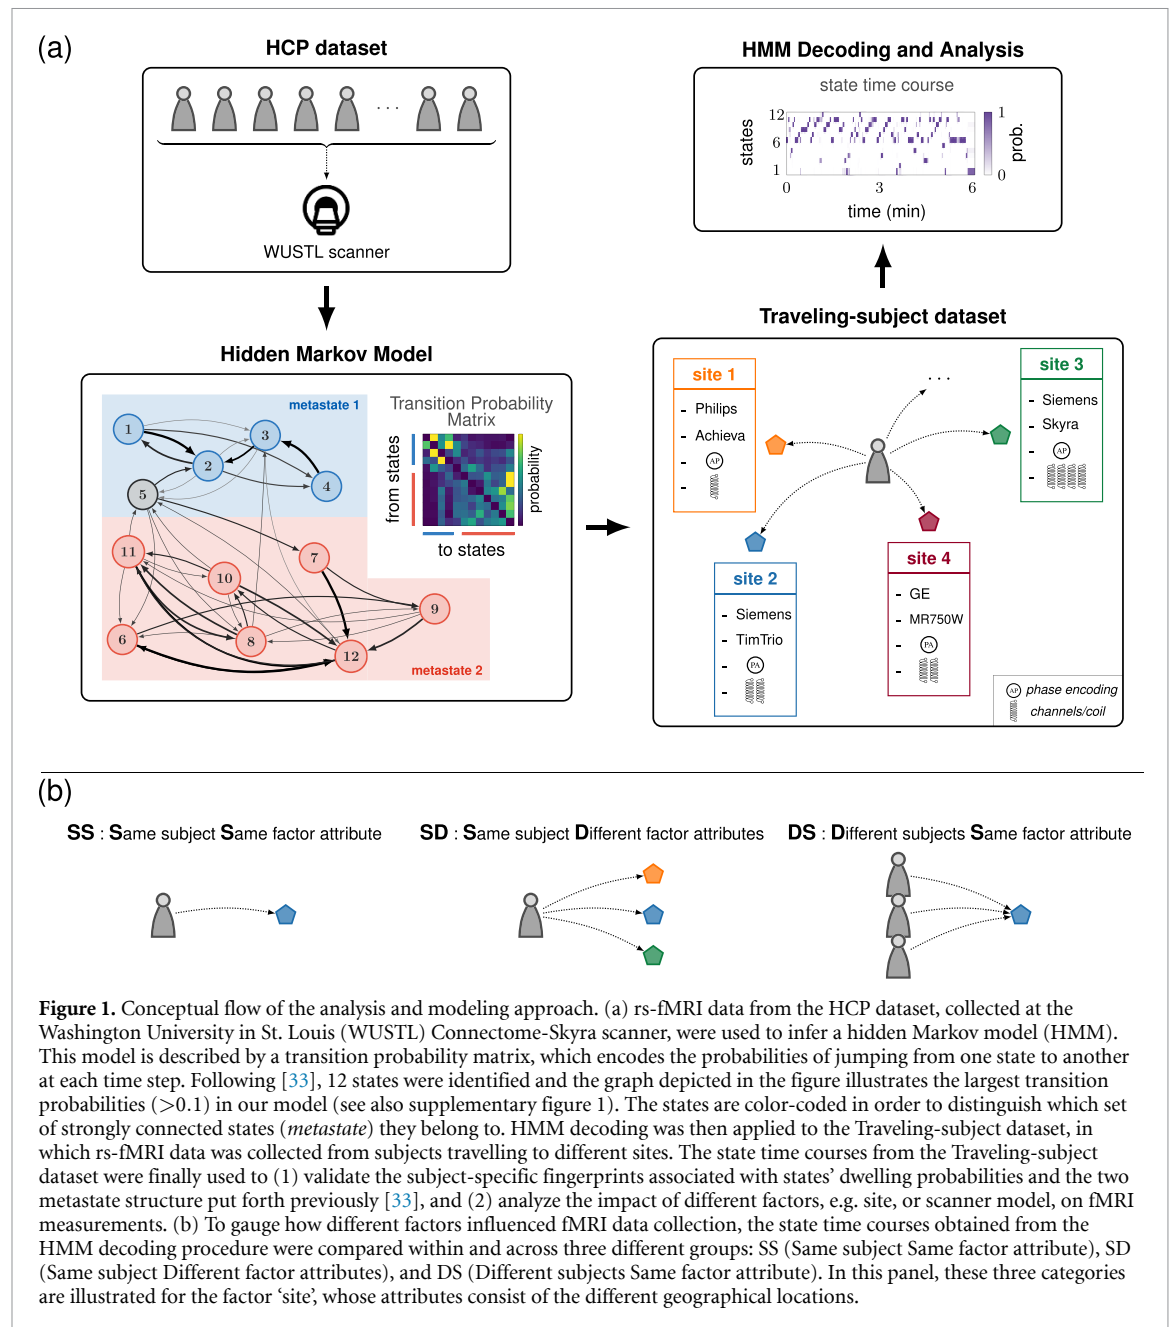 (a)
HCP dataset
. . .
WUSTL scanner
HMM Decoding and Analysis
state time course
states
12
6
1
0
3
6
time (min)
1
0
prob.
Hidden Markov Model
metastate 1
1
2
3
4
5
11
10
7
9
6
8
12
metastate 2
Transition Probability
Matrix
from states
to states
probability
Traveling-subject dataset
site 1
- Philips
- Achieva
- AP
-
. . .
site 3
- Siemens
- Skyra
- AP
-
site 2
- Siemens
- TimTrio
- PA
-
site 4
- GE
- MR750W
- PA
-
AP phase encoding
channels/coil
(b)
SS : Same subject Same factor attribute
SD : Same subject Different factor attributes
DS : Different subjects Same factor attribute
Figure 1. Conceptual flow of the analysis and modeling approach. (a) rs-fMRI data from the HCP dataset, collected at the
Washington University in St. Louis (WUSTL) Connectome-Skyra scanner, were used to infer a hidden Markov model (HMM).
This model is described by a transition probability matrix, which encodes the probabilities of jumping from one state to another
at each time step. Following [33], 12 states were identified and the graph depicted in the figure illustrates the largest transition
probabilities (>0.1) in our model (see also supplementary figure 1). The states are color-coded in order to distinguish which set
of strongly connected states (metastate) they belong to. HMM decoding was then applied to the Traveling-subject dataset, in
which rs-fMRI data was collected from subjects travelling to different sites. The state time courses from the Traveling-subject
dataset were finally used to (1) validate the subject-specific fingerprints associated with states' dwelling probabilities and the two
metastate structure put forth previously [33], and (2) analyze the impact of different factors, e.g. site, or scanner model, on fMRI
measurements. (b) To gauge how different factors influenced fMRI data collection, the state time courses obtained from the
HMM decoding procedure were compared within and across three different groups: SS (Same subject Same factor attribute), SD
(Same subject Different factor attributes), and DS (Different subjects Same factor attribute). In this panel, these three categories
are illustrated for the factor 'site', whose attributes consist of the different geographical locations.